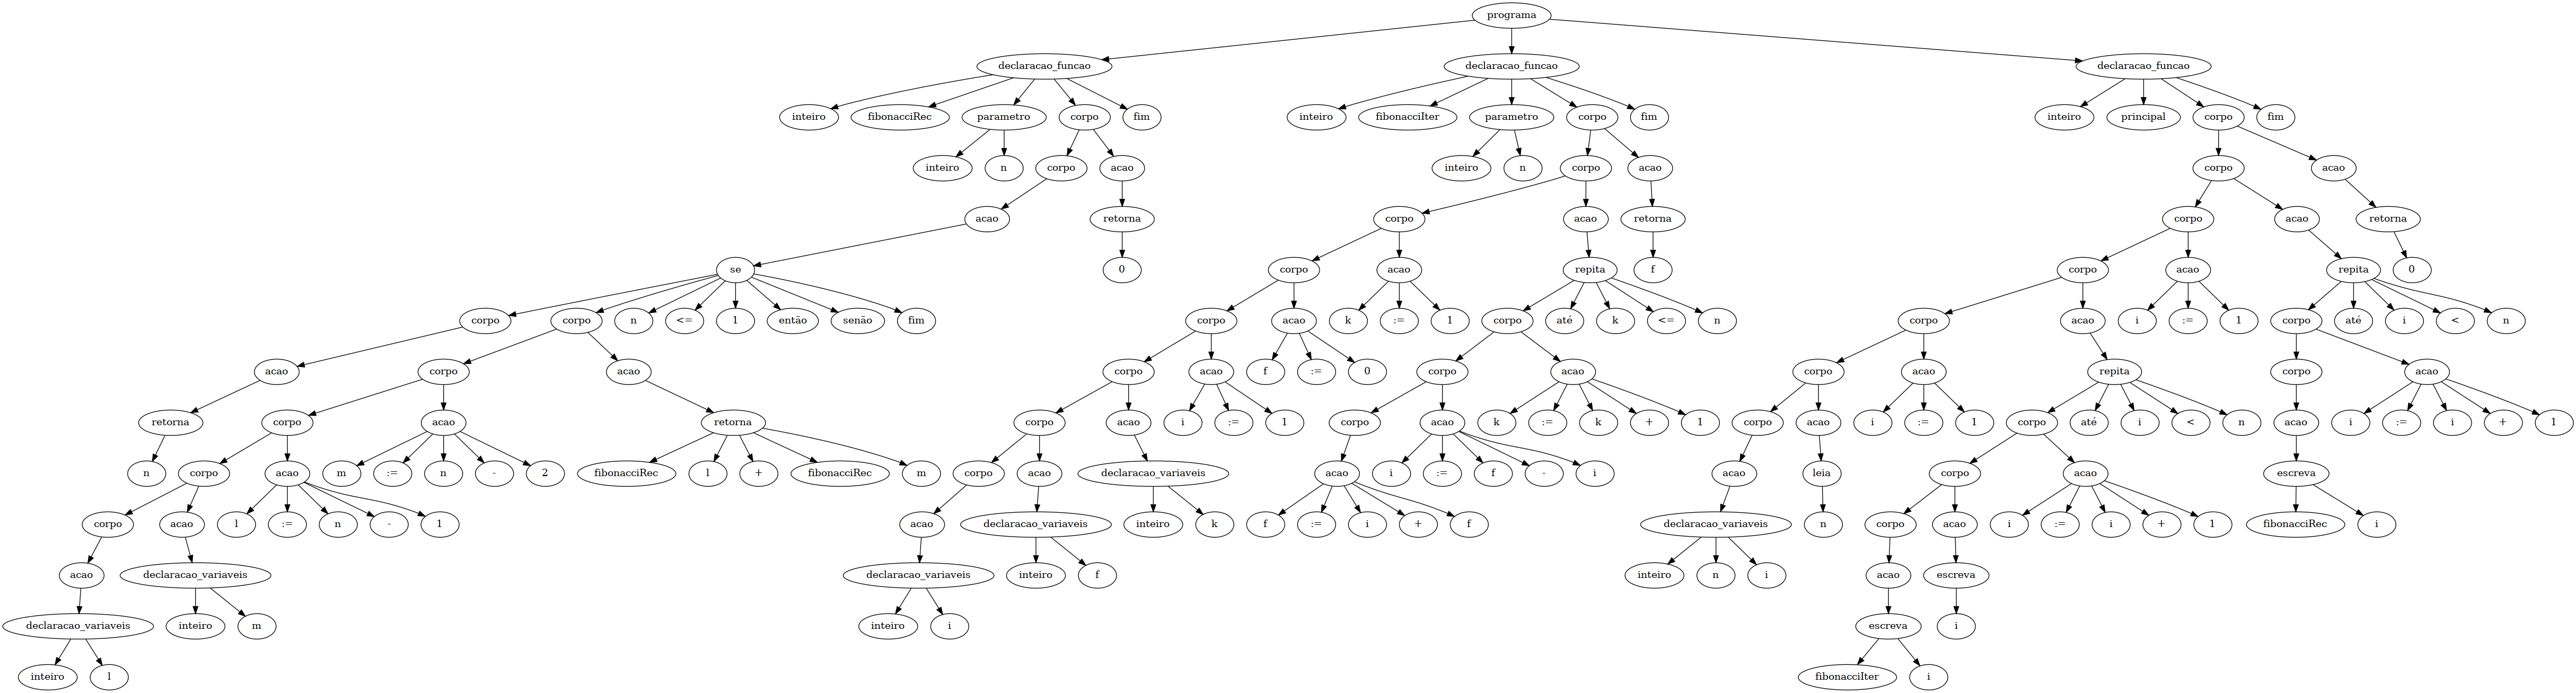 programa
declaracao_funcao declaracao_funcao declaracao_funcao
inteiro fibonacciRec parametro corpo fim inteiro fibonacciIter parametro corpo fim inteiro principal corpo fim
inteiro n corpo acao inteiro n corpo acao corpo acao
acao retorna corpo acao retorna corpo acao retorna
se 0 corpo acao repita f corpo acao repita 0
corpo corpo n <= 1 então senão fim corpo acao k := 1 corpo até k <= n corpo acao i := 1 corpo até i < n
acao corpo acao corpo acao f := 0 corpo acao corpo acao repita corpo acao
retorna corpo acao retorna corpo acao i := 1 corpo acao k := k + 1 corpo acao i := 1 corpo até i < n acao i := i + 1
n corpo acao m := n - 2 fibonacciRec l + fibonacciRec m corpo acao declaracao_variaveis acao i := f - i acao leia corpo acao escreva
corpo acao l := n - 1 acao declaracao_variaveis inteiro k f := i + f declaracao_variaveis n corpo acao i := i + 1 fibonacciRec i
acao declaracao_variaveis declaracao_variaveis inteiro f inteiro n i acao escreva
declaracao_variaveis inteiro m inteiro i escreva i
inteiro l fibonacciIter i